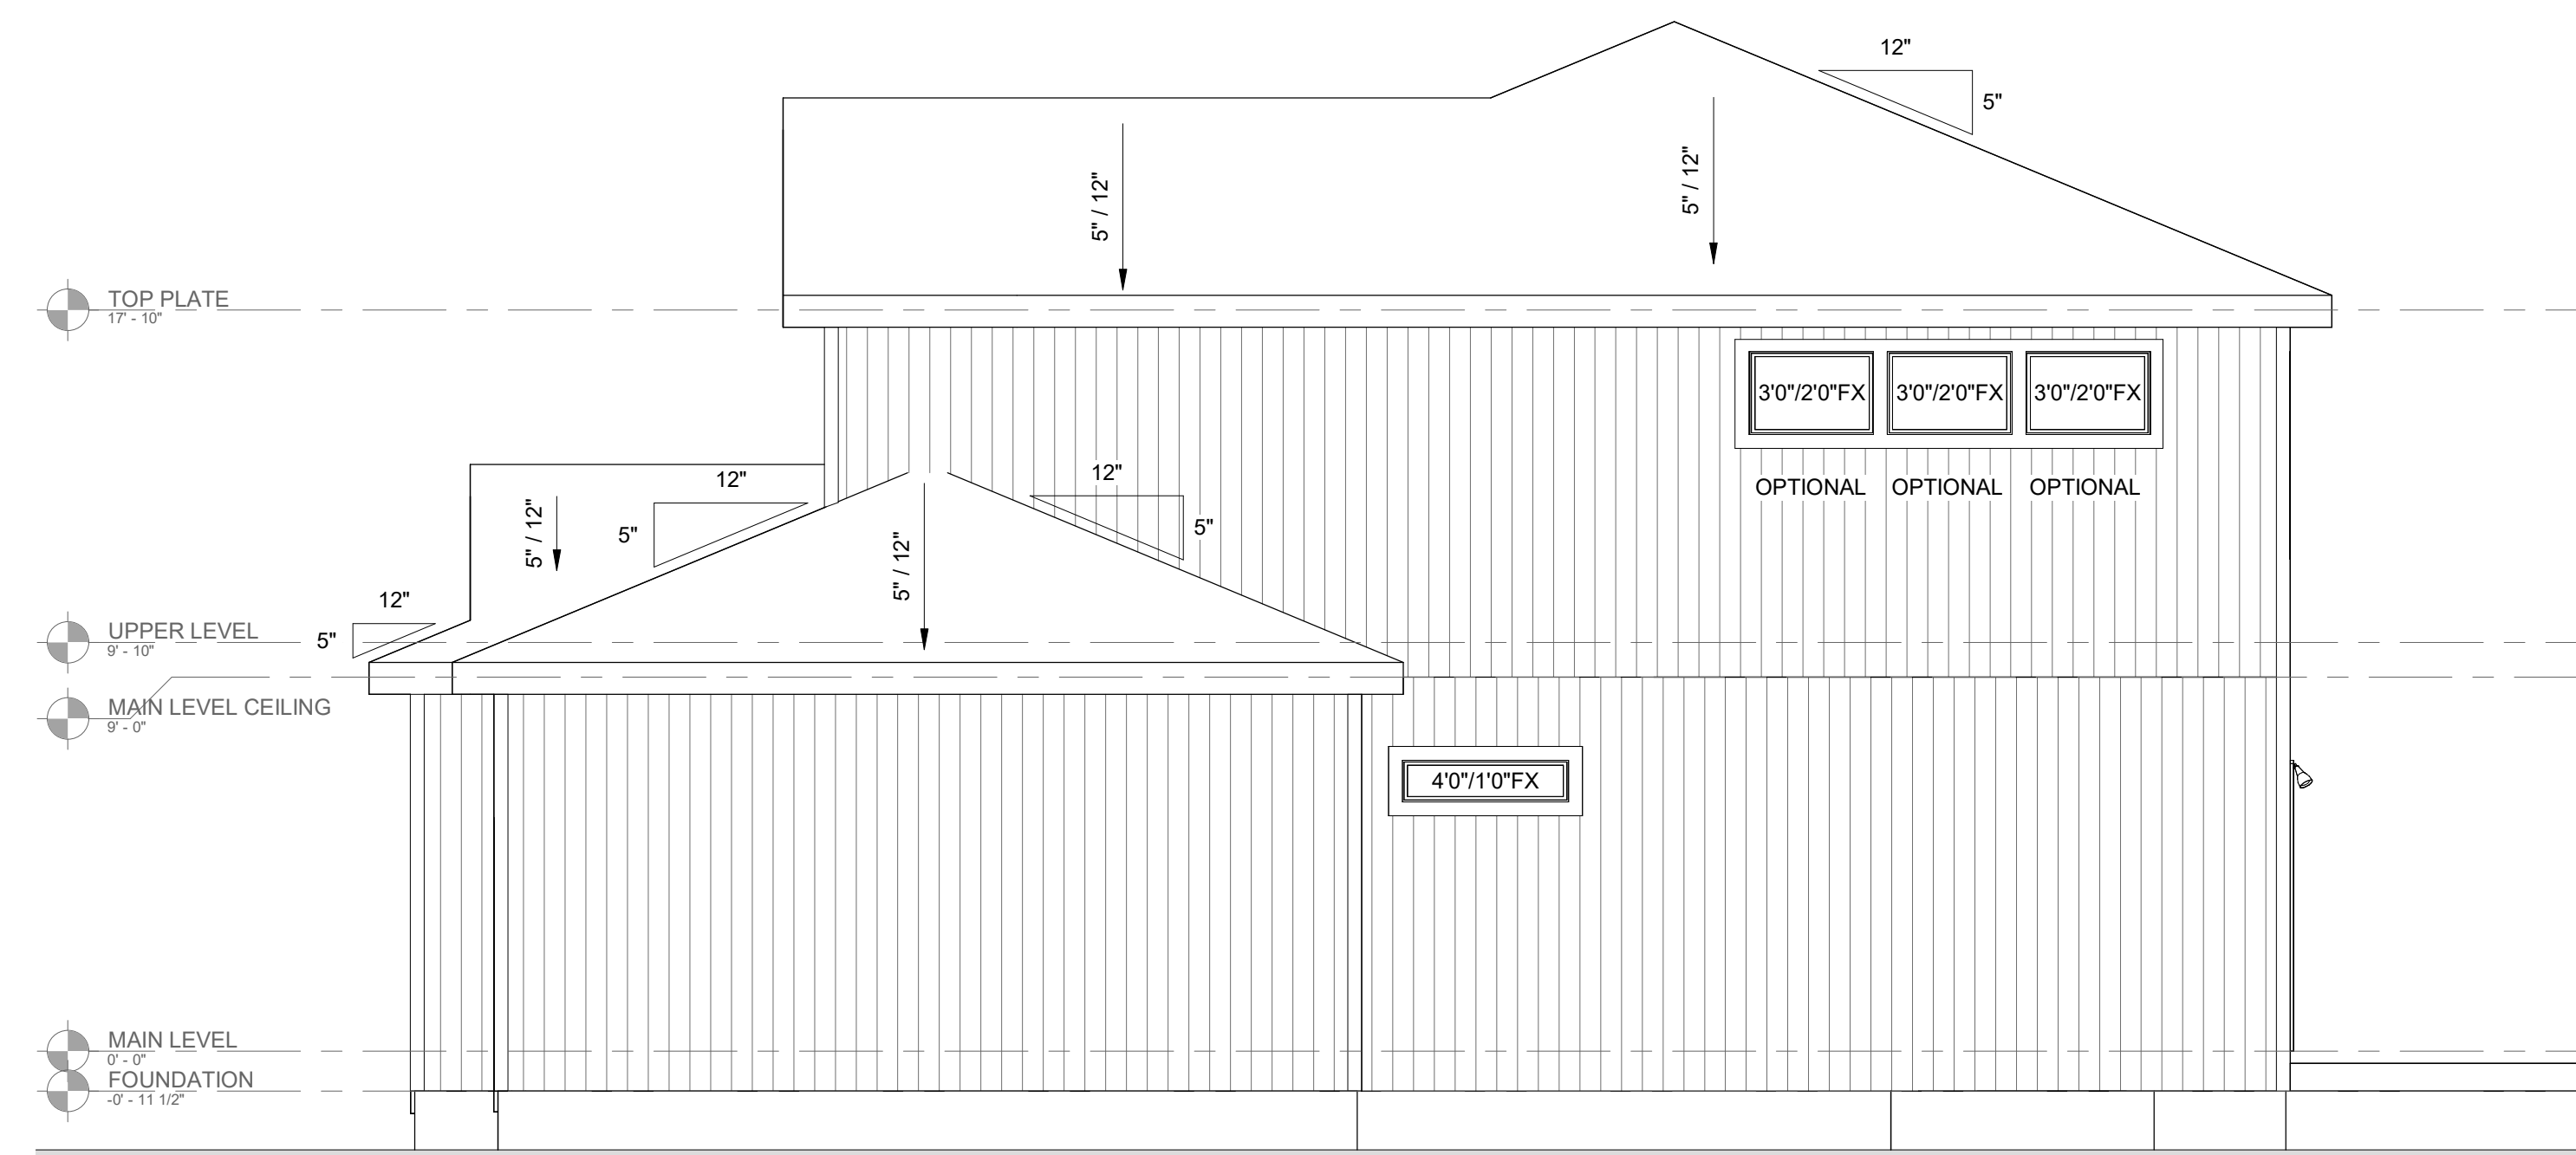 12"
5"
5" / 12"
5" / 12"
TOP PLATE
17' - 10"
3'0"/2'0"FX
3'0"/2'0"FX
3'0"/2'0"FX
OPTIONAL
OPTIONAL
OPTIONAL
12"
12"
5"
5"
5" / 12"
5" / 12"
12"
5"
UPPER LEVEL
9' - 10"
MAIN LEVEL CEILING
9' - 0"
4'0"/1'0"FX
MAIN LEVEL
0' - 0"
FOUNDATION
-0' - 11 1/2"